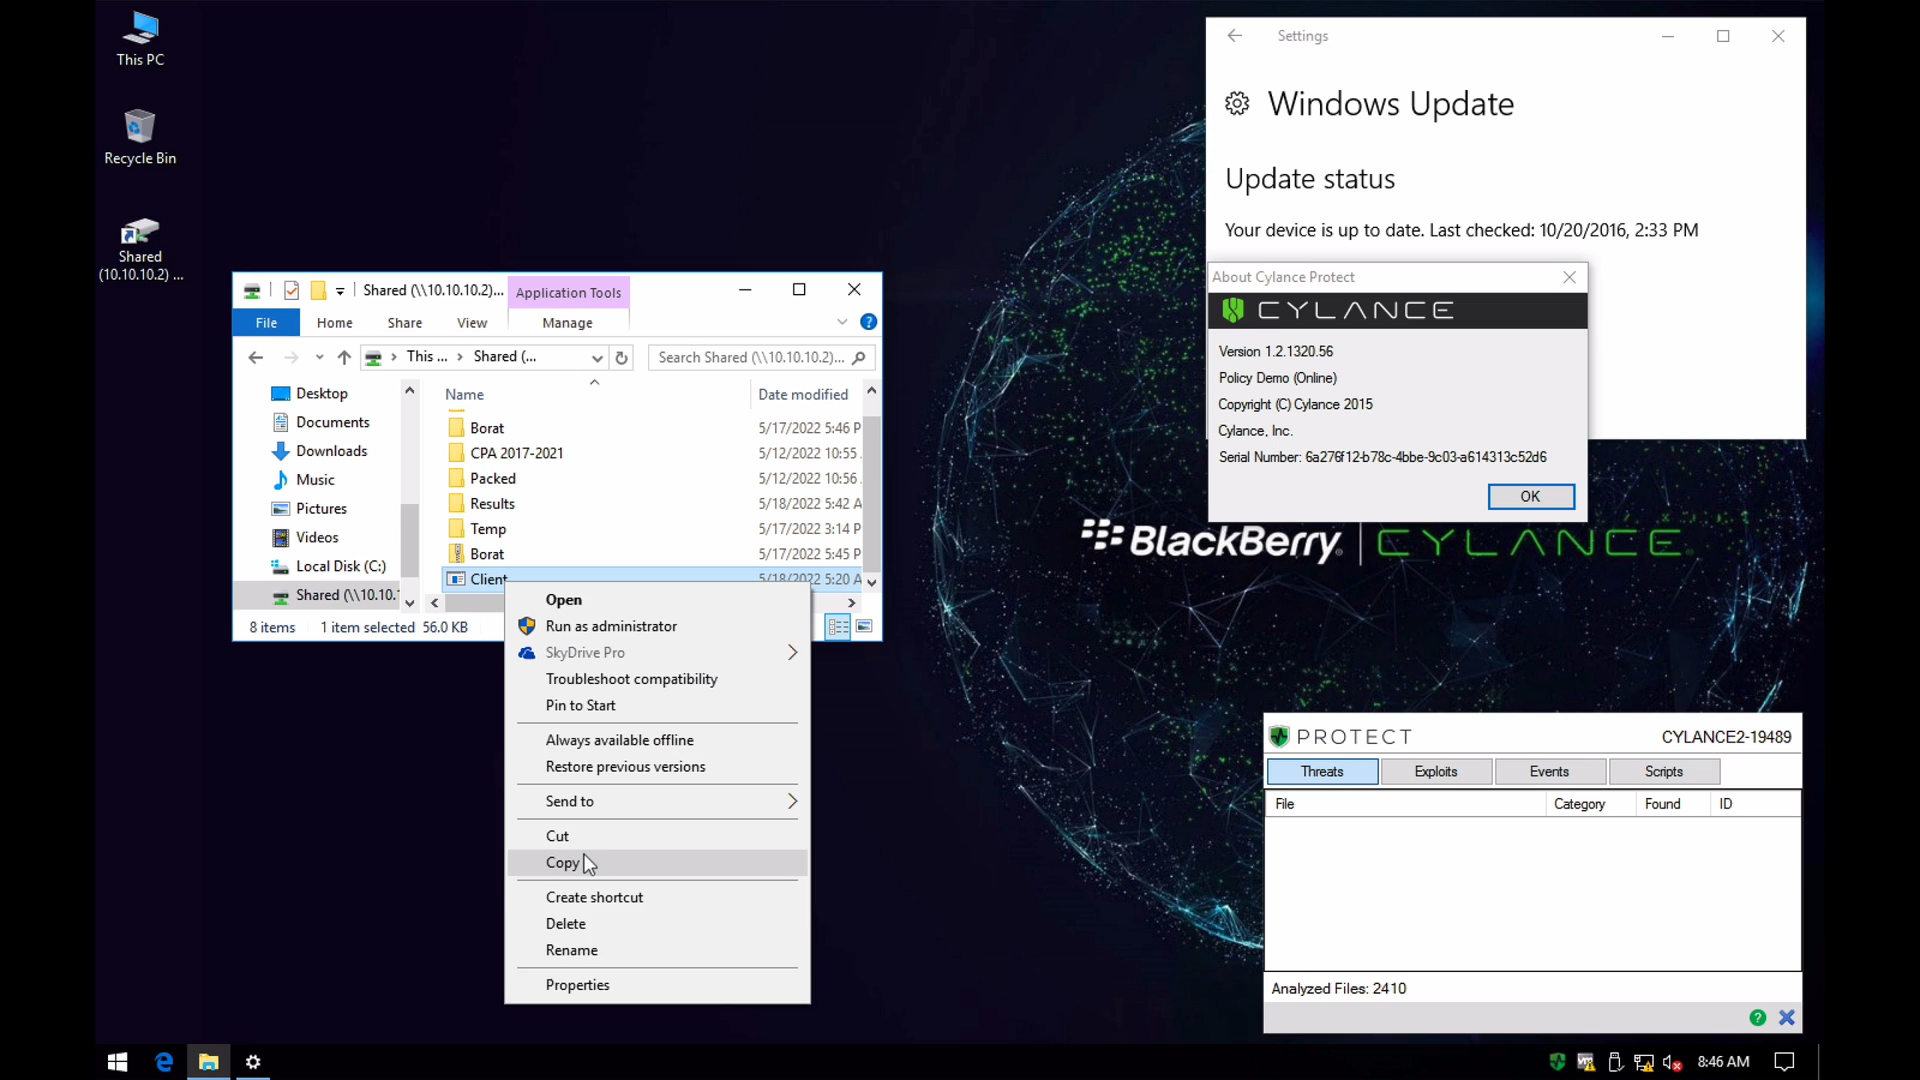 This PC
Recycle Bin
Shared
(10.10.10.2) ...
Shared (\\10.10.10.2)...
Application Tools
File
Home
Share
View
Manage
This ...
Shared (...
Search Shared (\\10.10.10.2)...
Desktop
Documents
Downloads
Music
Pictures
Videos
Local Disk (C:)
Shared (\\10.10.1
Name
Date modified
Borat
5/17/2022 5:46 P
CPA 2017-2021
5/12/2022 10:55
Packed
5/12/2022 10:56
Results
5/18/2022 5:42 A
Temp
5/17/2022 3:14 P
Borat
5/17/2022 5:45 P
Client
5/18/2022 5:20 A
8 items
1 item selected 56.0 KB
Open
Run as administrator
SkyDrive Pro
Troubleshoot compatibility
Pin to Start
Always available offline
Restore previous versions
Send to
Cut
Copy
Create shortcut
Delete
Rename
Properties
Settings
Windows Update
Update status
Your device is up to date. Last checked: 10/20/2016, 2:33 PM
About Cylance Protect
CYLANCE
Version 1.2.1320.56
Policy Demo (Online)
Copyright (C) Cylance 2015
Cylance, Inc.
Serial Number: 6a276f12-b78c-4bbe-9c03-a614313c52d6
OK
BlackBerry
CYLANCE
PROTECT
CYLANCE2-19489
Threats
Exploits
Events
Scripts
File
Category
Found
ID
Analyzed Files: 2410
8:46 AM